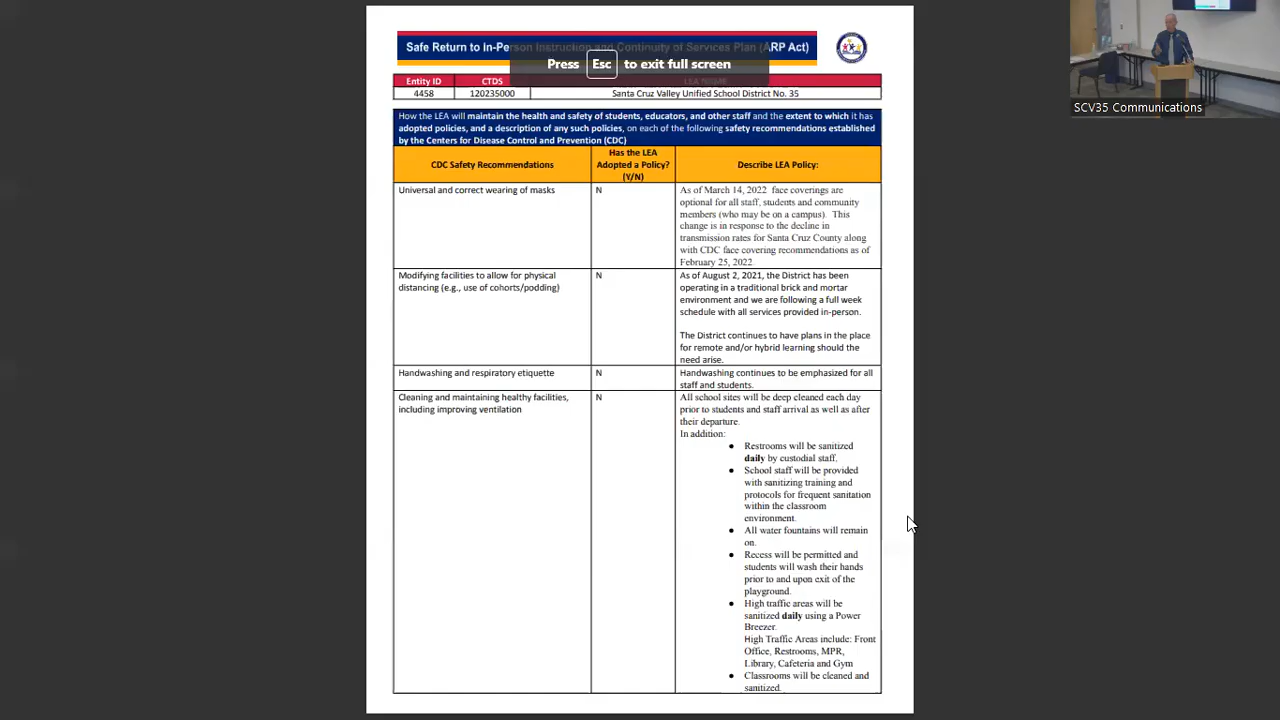 Safe Return to In-Person Instruction and Continuity of Services Plan (ARP Act)
Press Esc to exit full screen
Entity ID CTDS LEA NAME
4458 120235000 Santa Cruz Valley Unified School District No. 35
SCV35 Communications
How the LEA will maintain the health and safety of students, educators, and other staff and the extent to which it has
adopted policies, and a description of any such policies, on each of the following safety recommendations established
by the Centers for Disease Control and Prevention (CDC)
CDC Safety Recommendations
Has the LEA
Adopted a Policy?
(Y/N)
Describe LEA Policy:
Universal and correct wearing of masks
N
As of March 14, 2022 face coverings are
optional for all staff, students and community
members (who may be on a campus). This
change is in response to the decline in
transmission rates for Santa Cruz County along
with CDC face covering recommendations as of
February 25, 2022.
Modifying facilities to allow for physical
distancing (e.g., use of cohorts/podding)
N
As of August 2, 2021, the District has been
operating in a traditional brick and mortar
environment and we are following a full week
schedule with all services provided in-person.
The District continues to have plans in the place
for remote and/or hybrid learning should the
need arise.
Handwashing and respiratory etiquette
N
Handwashing continues to be emphasized for all
staff and students.
Cleaning and maintaining healthy facilities,
including improving ventilation
N
All school sites will be deep cleaned each day
prior to students and staff arrival as well as after
their departure.
In addition:
● Restrooms will be sanitized
daily by custodial staff.
● School staff will be provided
with sanitizing training and
protocols for frequent sanitation
within the classroom
environment.
● All water fountains will remain
on.
● Recess will be permitted and
students will wash their hands
prior to and upon exit of the
playground.
● High traffic areas will be
sanitized daily using a Power
Breezer.
High Traffic Areas include: Front
Office, Restrooms, MPR,
Library, Cafeteria and Gym
● Classrooms will be cleaned and
sanitized.